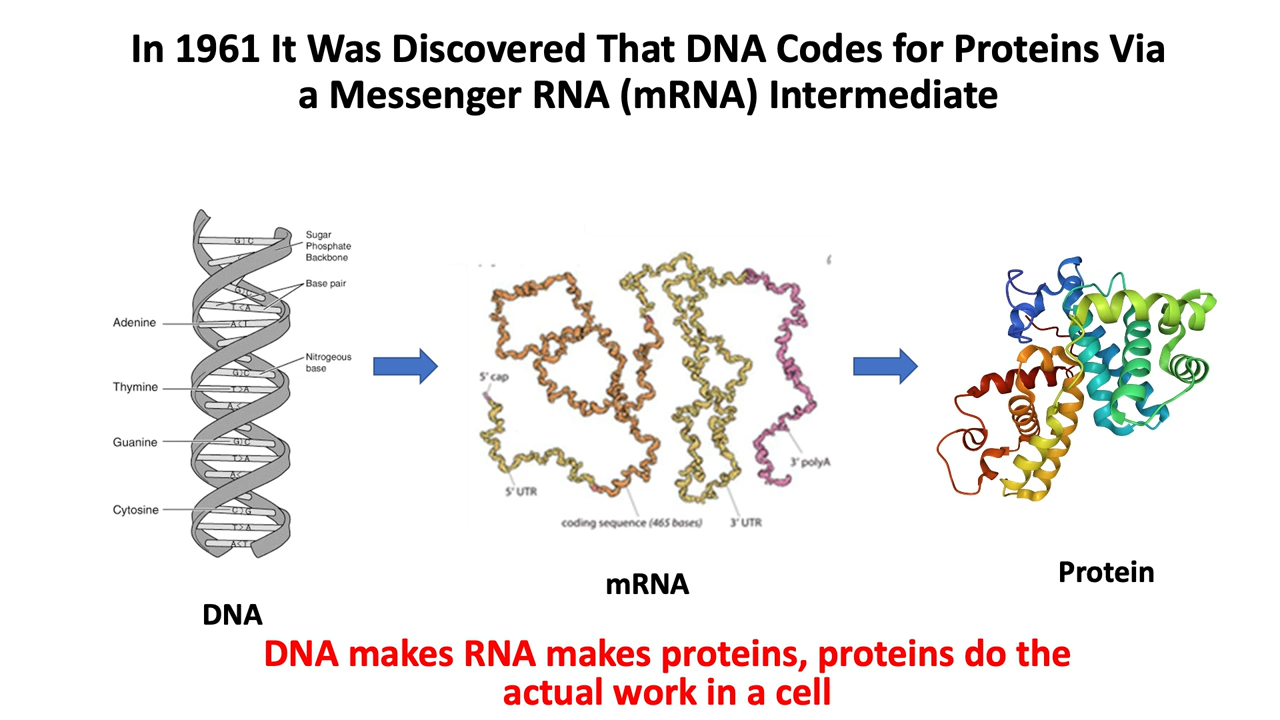 In 1961 It Was Discovered That DNA Codes for Proteins Via
a Messenger RNA (mRNA) Intermediate
Sugar
Phosphate
Backbone
Base pair
Adenine
Nitrogeous
base
Thymine
Guanine
Cytosine
G C
G C
T A
A T
G C
T A
A
G C
T A
A
C G
T A
A T
DNA
5' cap
5' UTR
coding sequence (465 bases)
3' UTR
3' polyA
mRNA
Protein
DNA makes RNA makes proteins, proteins do the
actual work in a cell